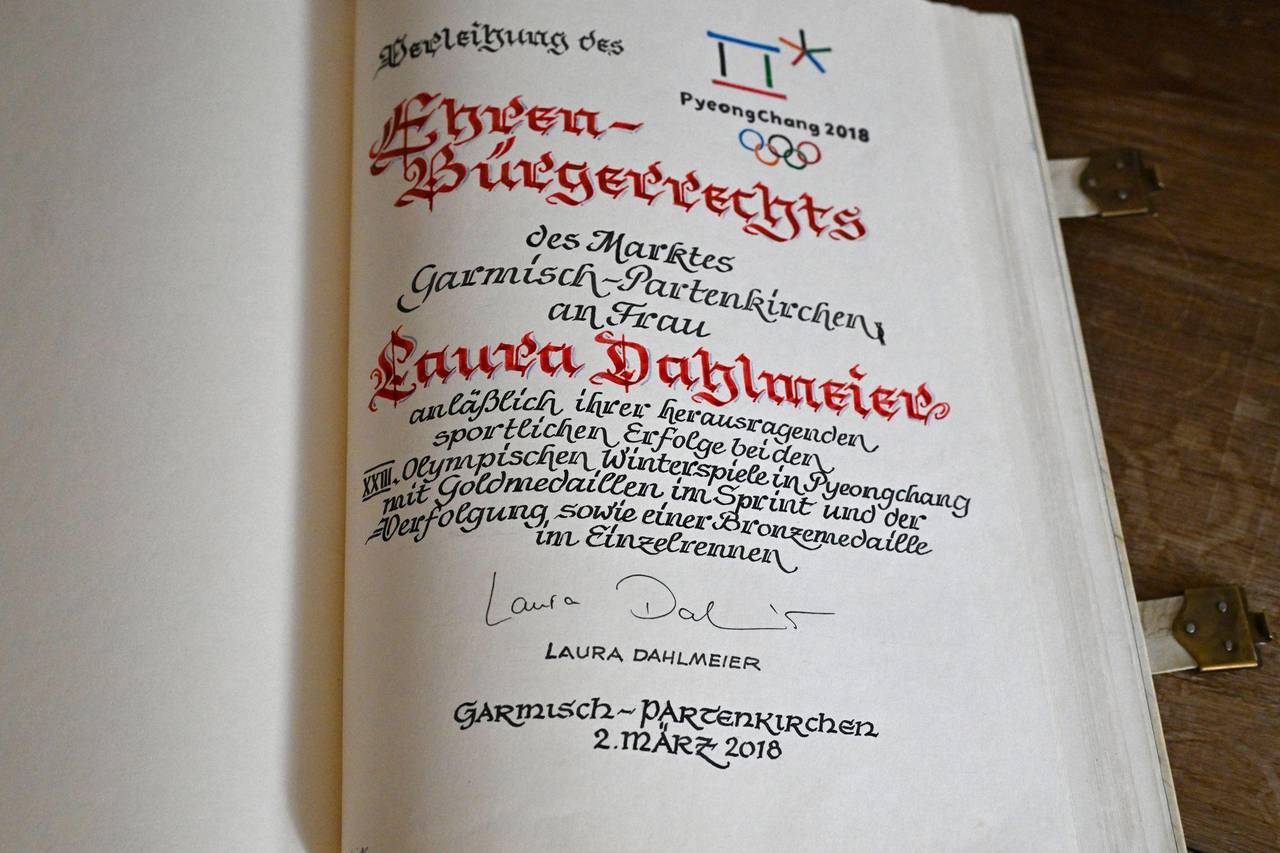 Verleihung des
PyeongChang 2018
Ehren-
Bürgerrechts
des Marktes
Garmisch-Partenkirchen
an Frau
Laura Dahlmeier
anläßlich ihrer herausragenden
sportlichen Erfolge bei den
XXIII. Olympischen Winterspiele in Pyeongchang
mit Goldmedaillen im Sprint und der
Verfolgung, sowie einer Bronzemedaille
im Einzelrennen
Laura Dahlmeier
LAURA DAHLMEIER
GARMISCH-PARTENKIRCHEN
2. MÄRZ 2018